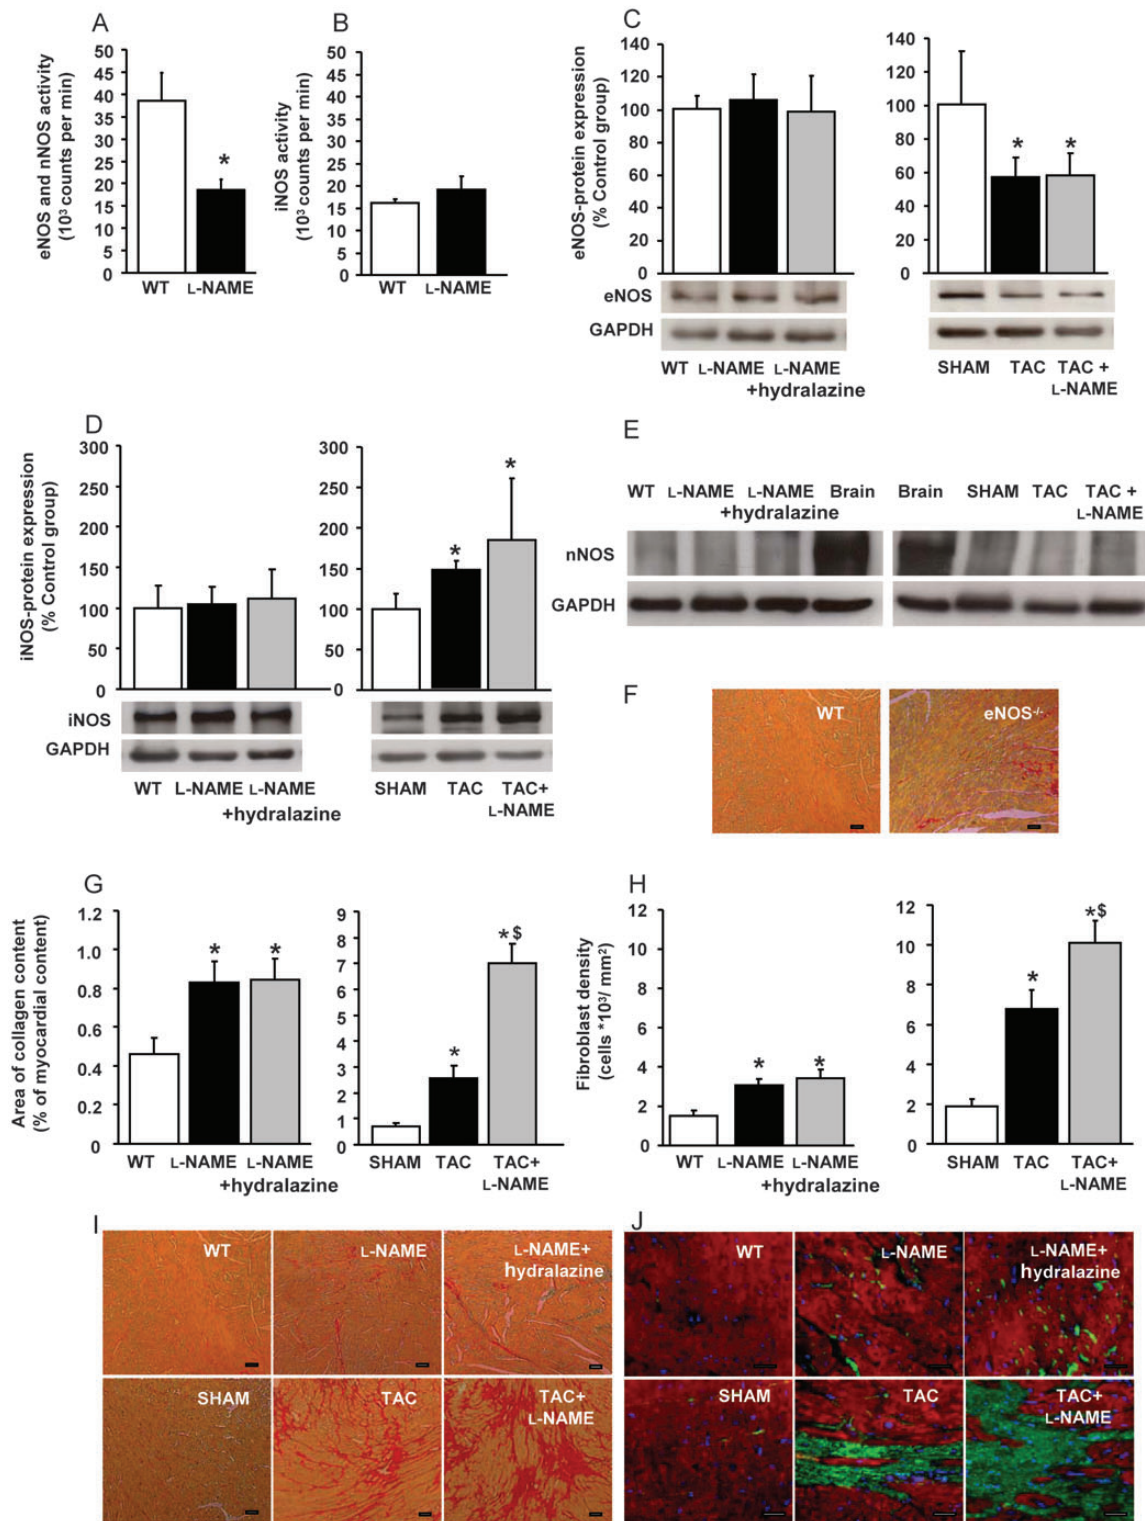 A
eNOS and nNOS activity
(10³ counts per min)
50
45
40
35
30
25
20
15
10
5
0
*
WT L-NAME
B
iNOS activity
(10³ counts per min)
50
45
40
35
30
25
20
15
10
5
0
WT L-NAME
C
eNOS-protein expression
(% Control group)
140
120
100
80
60
40
20
0
eNOS
GAPDH
WT L-NAME L-NAME
+hydralazine
140
120
100
80
60
40
20
0
* *
SHAM TAC TAC +
L-NAME
D
iNOS-protein expression
(% Control group)
300
250
200
150
100
50
0
iNOS
GAPDH
WT L-NAME L-NAME
+hydralazine
300
250
200
150
100
50
0
* *
SHAM TAC TAC+
L-NAME
E
WT L-NAME L-NAME Brain
+hydralazine
Brain SHAM TAC TAC +
L-NAME
nNOS
GAPDH
F
WT
eNOS-/-
G
Area of collagen content
(% of myocardial content)
1.2
1.0
0.8
0.6
0.4
0.2
0
* *
WT L-NAME L-NAME
+hydralazine
9
8
7
6
5
4
3
2
1
0
* *$
SHAM TAC TAC+
L-NAME
H
Fibroblast density
(cells *10³/ mm²)
12
10
8
6
4
2
0
* *
WT L-NAME L-NAME
+hydralazine
12
10
8
6
4
2
0
* *$
SHAM TAC TAC+
L-NAME
I
WT
L-NAME
L-NAME+
hydralazine
SHAM
TAC
TAC+
L-NAME
J
WT
L-NAME
L-NAME+
hydralazine
SHAM
TAC
TAC+
L-NAME